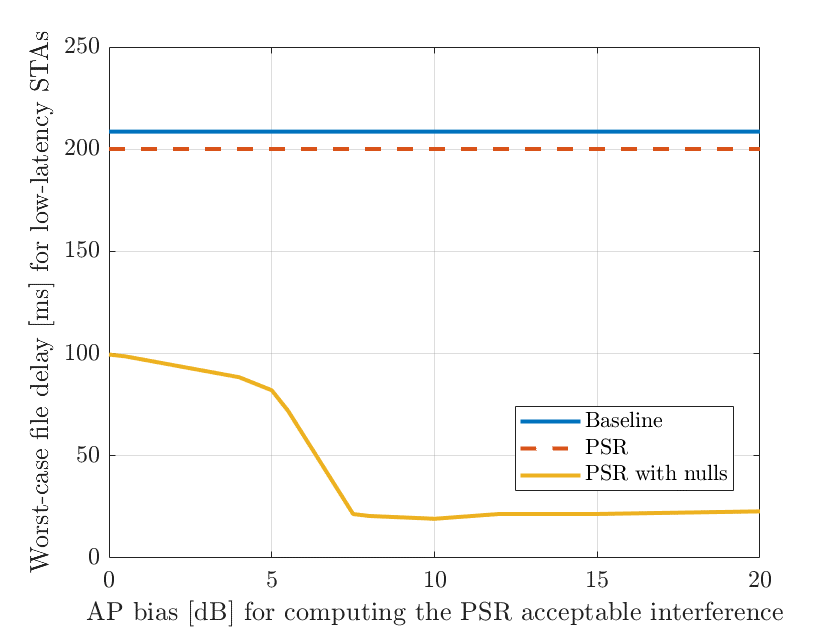 Worst-case file delay [ms] for low-latency STAs
250
200
150
100
50
0
Baseline
PSR
PSR with nulls
0 5 10 15 20
AP bias [dB] for computing the PSR acceptable interference